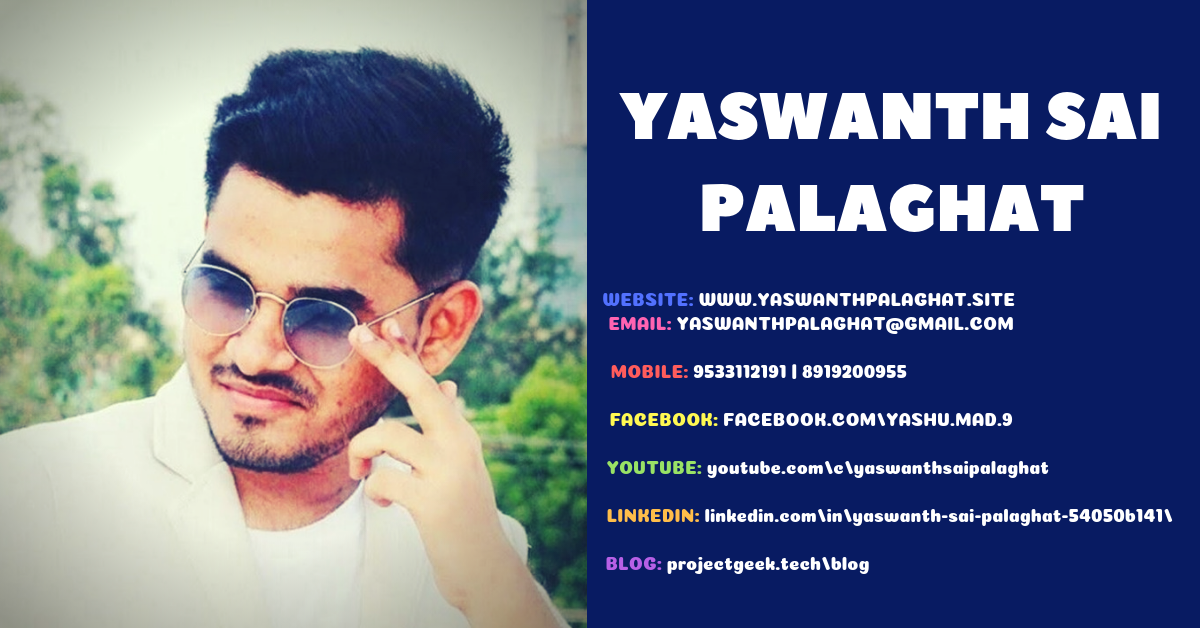 YASWANTH SAI
PALAGHAT
WEBSITE: WWW.YASWANTHPALAGHAT.SITE
EMAIL: YASWANTHPALAGHAT@GMAIL.COM
MOBILE: 9533112191 | 8919200955
FACEBOOK: FACEBOOK.COM\YASHU.MAD.9
YOUTUBE: youtube.com\c\yaswanthsaipalaghat
LINKEDIN: linkedin.com\in\yaswanth-sai-palaghat-54050b141\
BLOG: projectgeek.tech\blog